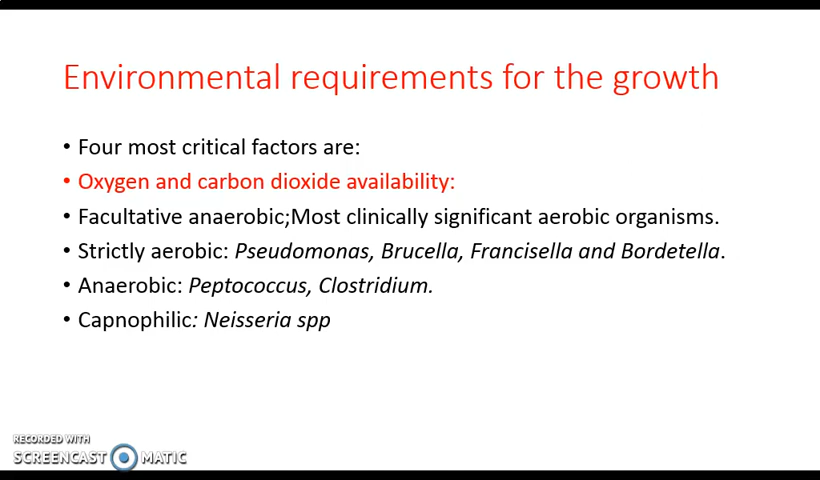 Environmental requirements for the growth
• Four most critical factors are:
• Oxygen and carbon dioxide availability:
• Facultative anaerobic;Most clinically significant aerobic organisms.
• Strictly aerobic: Pseudomonas, Brucella, Francisella and Bordetella.
• Anaerobic: Peptococcus, Clostridium.
• Capnophilic: Neisseria spp
RECORDED WITH
SCREENCAST MATIC